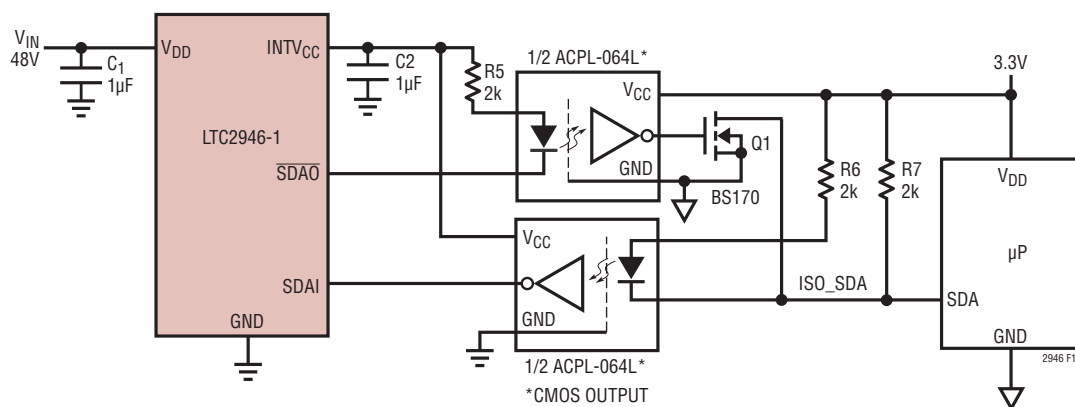 V_IN
48V
C1
1µF
V_DD
INTV_CC
LTC2946-1
SDAO
SDAI
GND
C2
1µF
R5
2k
1/2 ACPL-064L*
V_CC
GND
Q1
BS170
V_CC
GND
1/2 ACPL-064L*
*CMOS OUTPUT
R6
2k
R7
2k
3.3V
V_DD
µP
ISO_SDA
SDA
GND
2946 F1